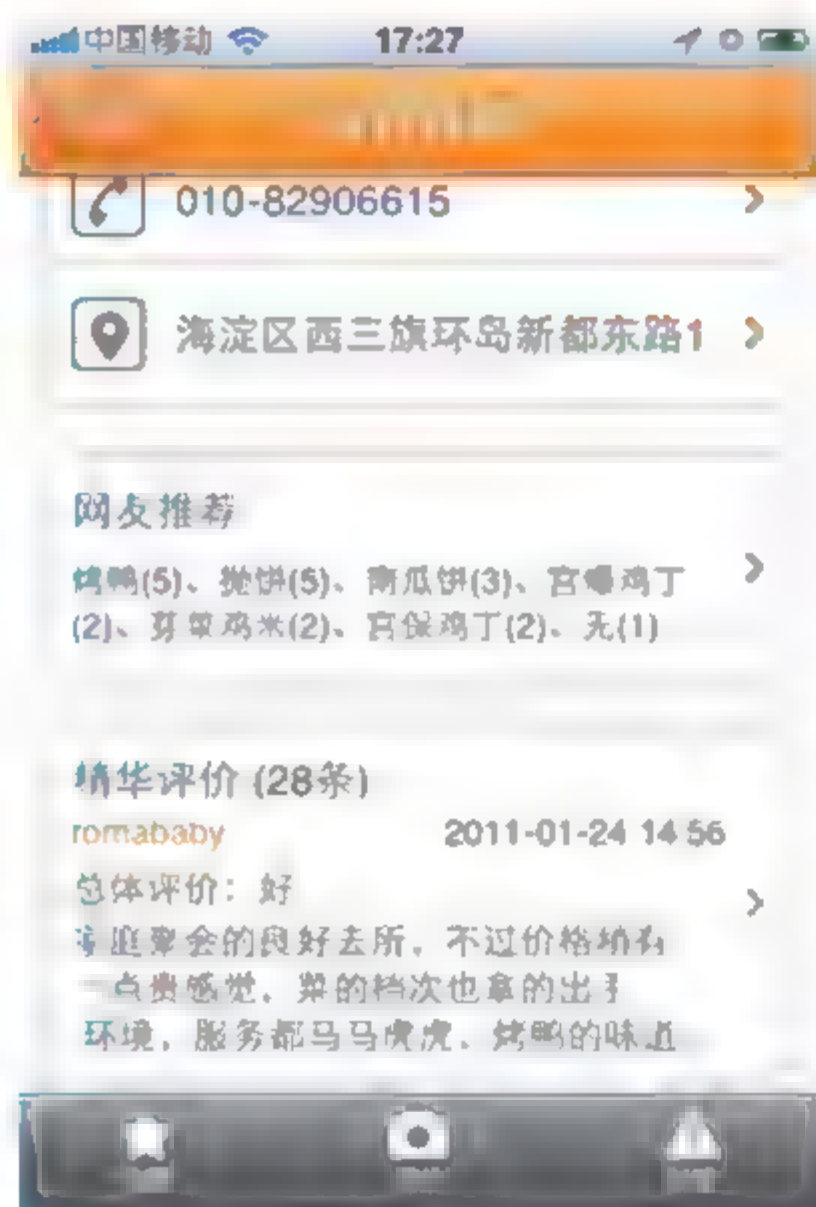 中国移动 17:27
010-82906615
海淀区西三旗环岛新都东路1
网友推荐
烤鸭(5)、抛饼(5)、南瓜饼(3)、宫爆鸡丁
(2)、芽菜鸡米(2)、宫保鸡丁(2)、无(1)
精华评价 (28条)
romababy 2011-01-24 14:56
总体评价：好
家庭聚会的良好去所，不过价格稍有
一点贵感觉，菜的档次也拿的出手
环境，服务都马马虎虎，烤鸭的味道